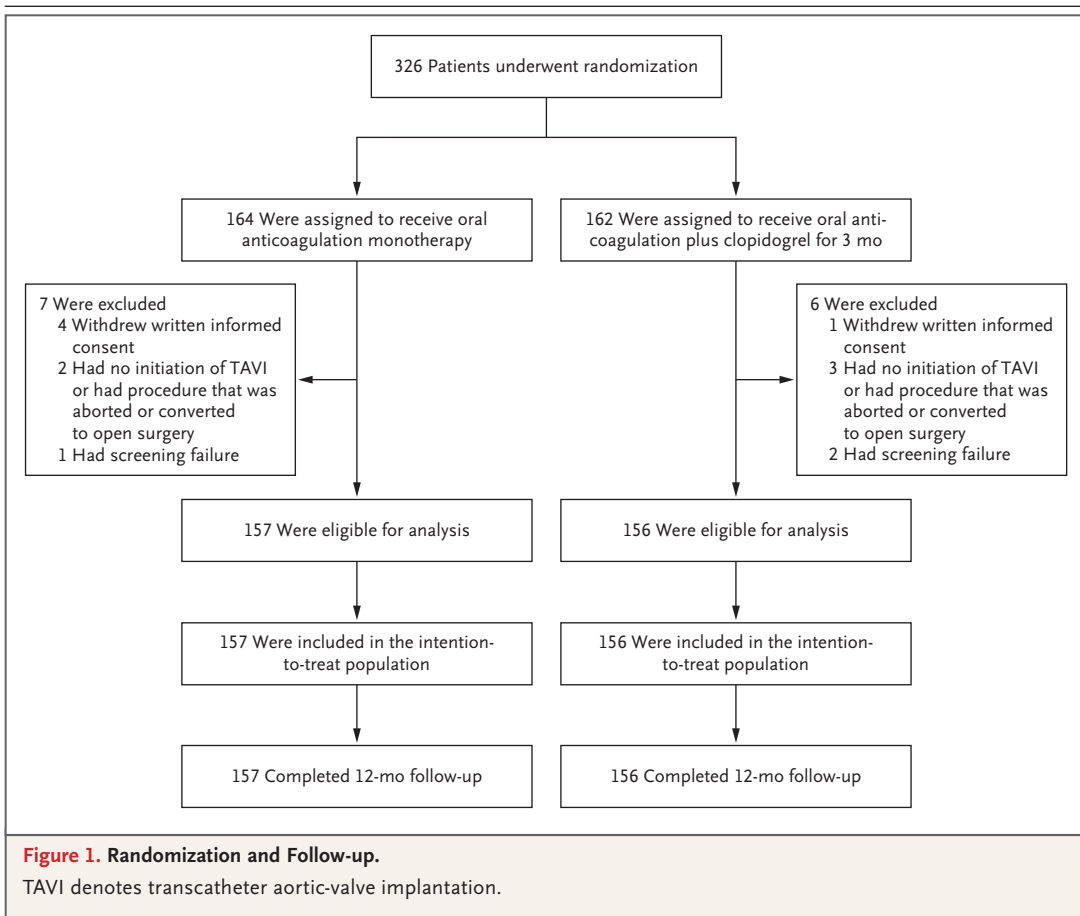 326 Patients underwent randomization
164 Were assigned to receive oral
anticoagulation monotherapy
162 Were assigned to receive oral anti-
coagulation plus clopidogrel for 3 mo
7 Were excluded
4 Withdrew written informed
consent
2 Had no initiation of TAVI
or had procedure that was
aborted or converted
to open surgery
1 Had screening failure
6 Were excluded
1 Withdrew written informed
consent
3 Had no initiation of TAVI
or had procedure that was
aborted or converted
to open surgery
2 Had screening failure
157 Were eligible for analysis
156 Were eligible for analysis
157 Were included in the intention-
to-treat population
156 Were included in the intention-
to-treat population
157 Completed 12-mo follow-up
156 Completed 12-mo follow-up
Figure 1. Randomization and Follow-up.
TAVI denotes transcatheter aortic-valve implantation.